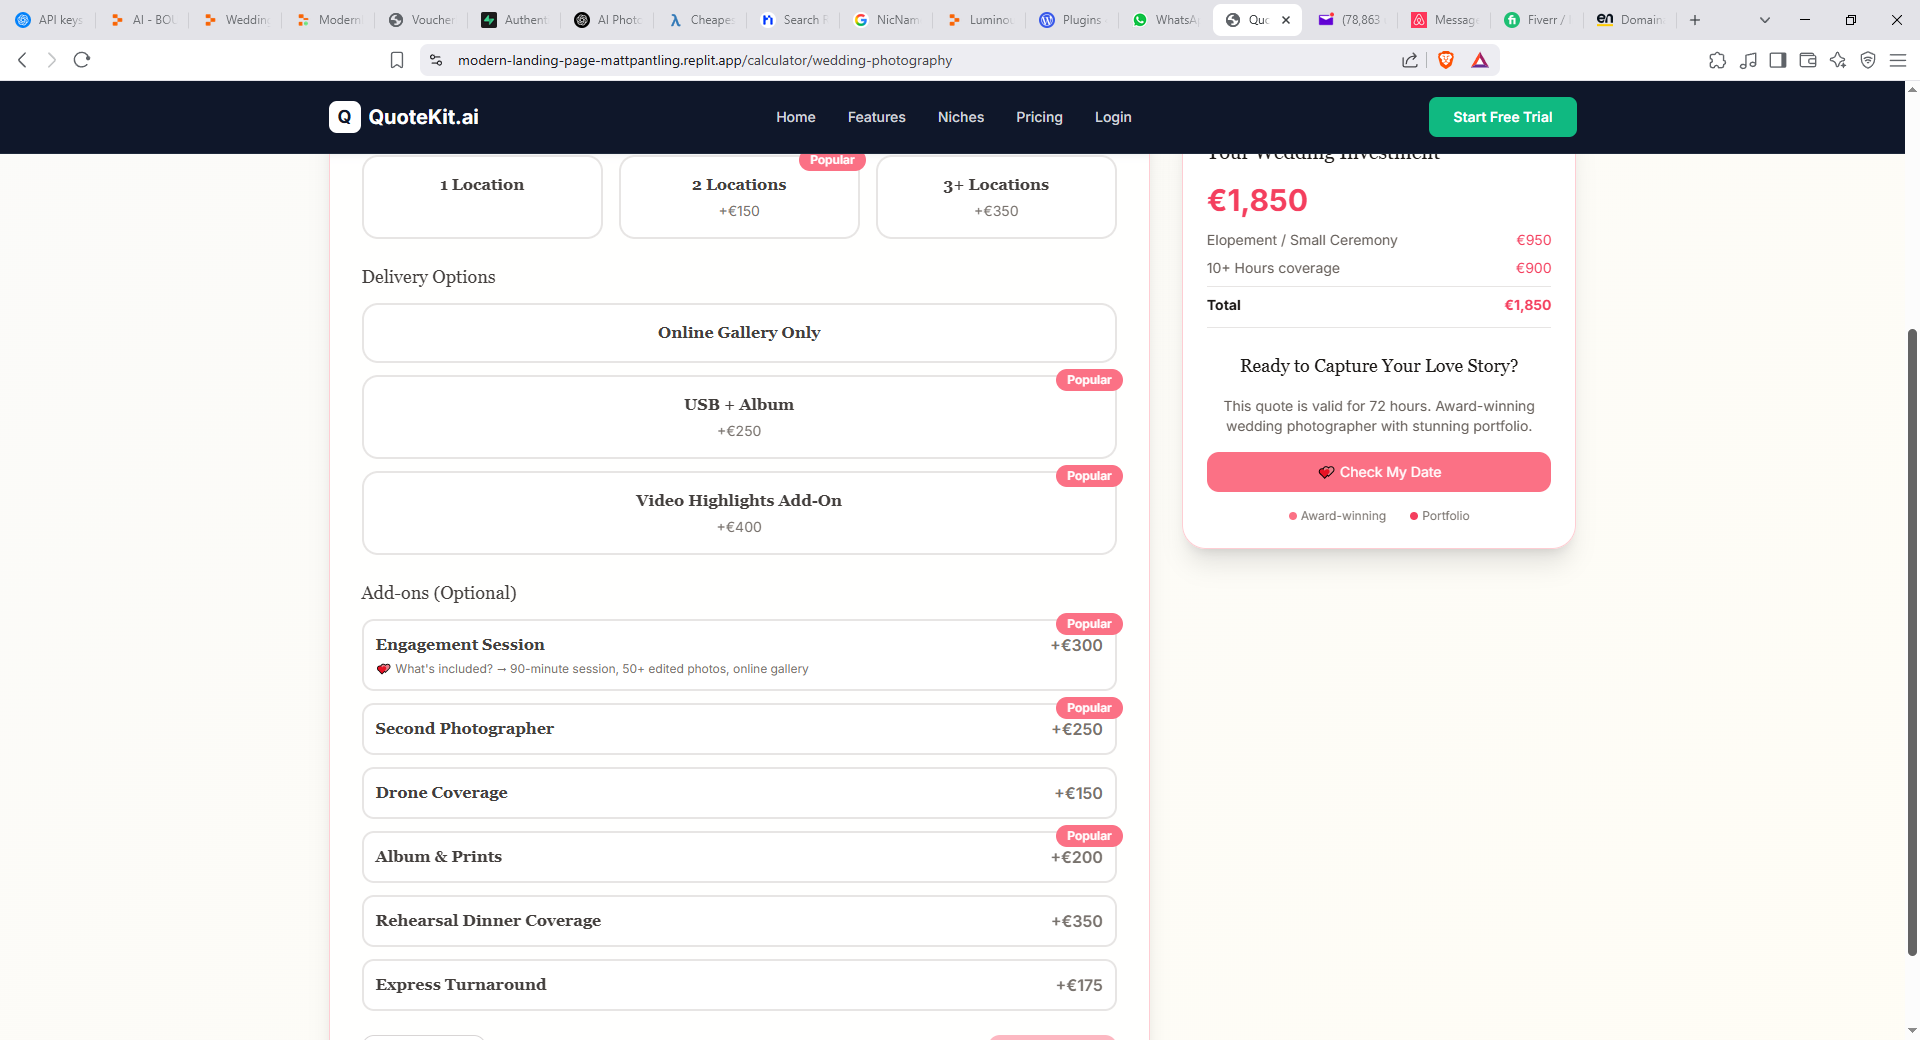 API keys
AI - BOU
Wedding
Modern
Voucher
Authent
AI Photo
Cheapes
Search R
NicNam
Lumino
Plugins
WhatsA
Quo
(78,863
Message
Fiverr /
Domain
modern-landing-page-mattpantling.replit.app/calculator/wedding-photography
Q QuoteKit.ai
Home
Features
Niches
Pricing
Login
Start Free Trial
1 Location
Popular
2 Locations
+€150
3+ Locations
+€350
Delivery Options
Online Gallery Only
Popular
USB + Album
+€250
Popular
Video Highlights Add-On
+€400
Add-ons (Optional)
Popular
Engagement Session +€300
What's included? → 90-minute session, 50+ edited photos, online gallery
Popular
Second Photographer +€250
Drone Coverage +€150
Popular
Album & Prints +€200
Rehearsal Dinner Coverage +€350
Express Turnaround +€175
Your Wedding Investment
€1,850
Elopement / Small Ceremony €950
10+ Hours coverage €900
Total €1,850
Ready to Capture Your Love Story?
This quote is valid for 72 hours. Award-winning
wedding photographer with stunning portfolio.
Check My Date
Award-winning
Portfolio